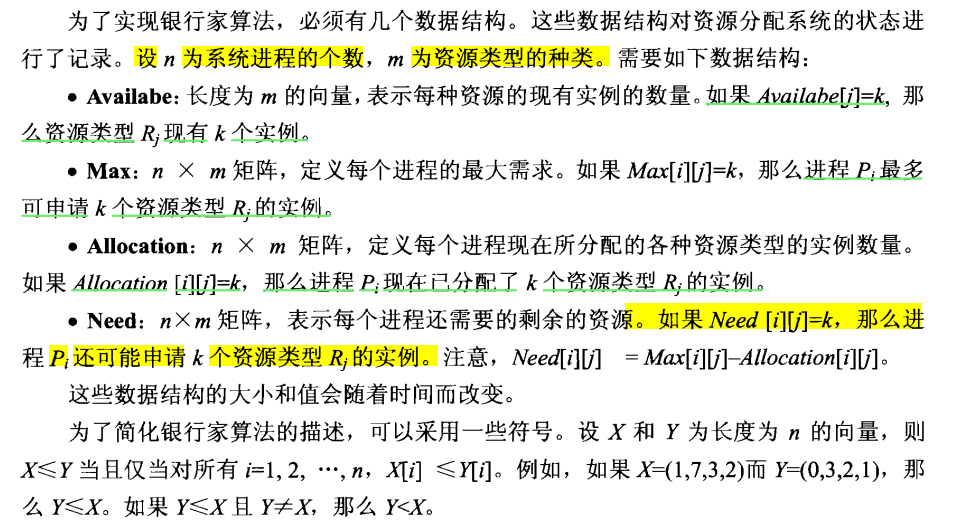 为了实现银行家算法，必须有几个数据结构。这些数据结构对资源分配系统的状态进
行了记录。设 n 为系统进程的个数，m 为资源类型的种类。需要如下数据结构：
• Availabe：长度为 m 的向量，表示每种资源的现有实例的数量。如果 Availabe[j]=k, 那
么资源类型 Rj 现有 k 个实例。
• Max：n × m 矩阵，定义每个进程的最大需求。如果 Max[i][j]=k，那么进程 Pi 最多
可申请 k 个资源类型 Rj 的实例。
• Allocation：n × m 矩阵，定义每个进程现在所分配的各种资源类型的实例数量。
如果 Allocation [i][j]=k，那么进程 Pi 现在已分配了 k 个资源类型 Rj 的实例。
• Need：n×m 矩阵，表示每个进程还需要的剩余的资源。如果 Need [i][j]=k，那么进
程 Pi 还可能申请 k 个资源类型 Rj 的实例。注意，Need[i][j] = Max[i][j]–Allocation[i][j]。
这些数据结构的大小和值会随着时间而改变。
为了简化银行家算法的描述，可以采用一些符号。设 X 和 Y 为长度为 n 的向量，则
X≤Y 当且仅当对所有 i=1, 2, …, n，X[i] ≤Y[i]。例如，如果 X=(1,7,3,2)而 Y=(0,3,2,1)，那
么 Y≤X。如果 Y≤X 且 Y≠X，那么 Y<X。